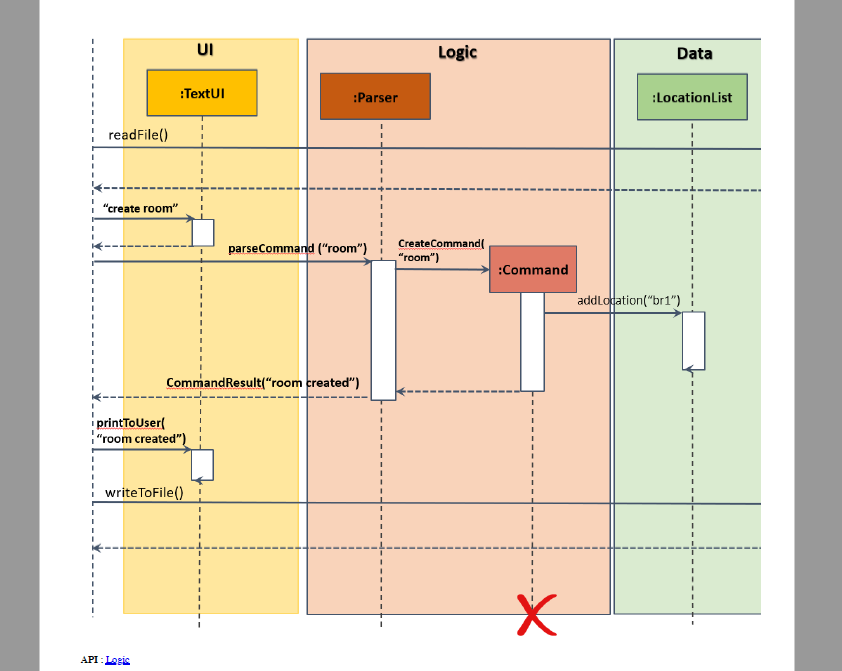 UI
Logic
Data
:TextUI
:Parser
:LocationList
readFile()
“create room”
parseCommand (“room”)
CreateCommand(
“room”)
:Command
addLocation(“br1”)
CommandResult(“room created”)
printToUser(
“room created”)
writeToFile()
API : Logic